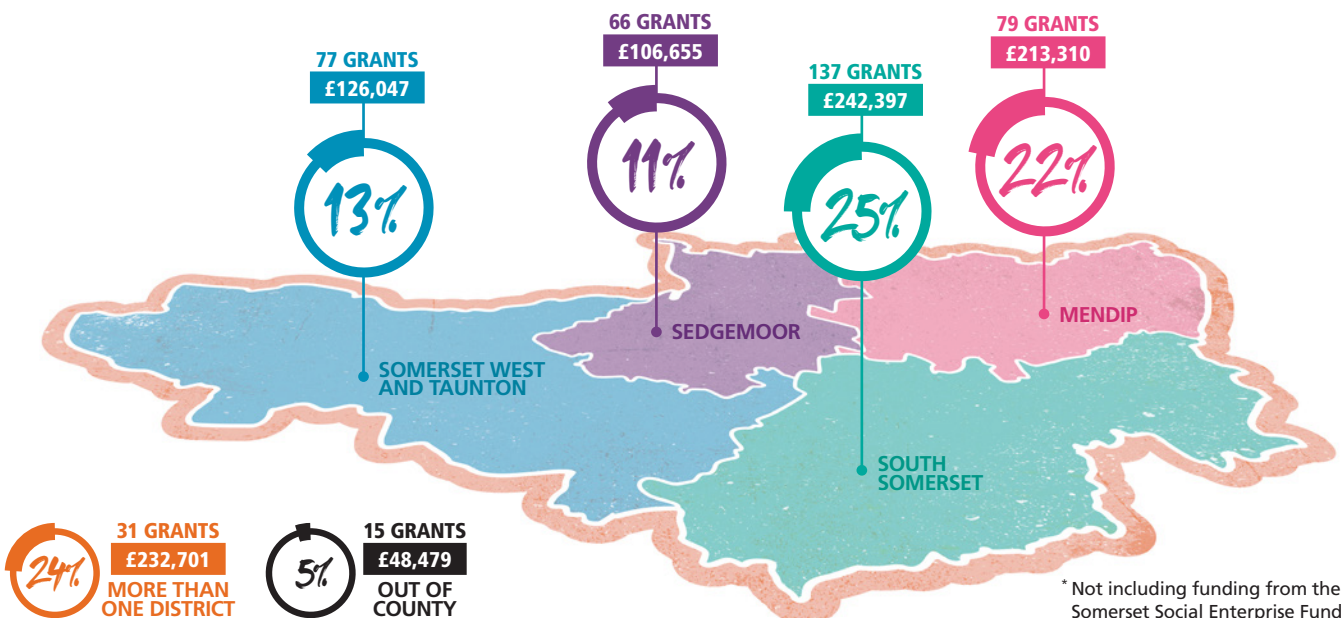 77 GRANTS
£126,047
13%
66 GRANTS
£106,655
11%
137 GRANTS
£242,397
25%
79 GRANTS
£213,310
22%
SOMERSET WEST
AND TAUNTON
SEDGEMOOR
MENDIP
SOUTH
SOMERSET
24%
31 GRANTS
£232,701
MORE THAN
ONE DISTRICT
5%
15 GRANTS
£48,479
OUT OF
COUNTY
* Not including funding from the
Somerset Social Enterprise Fund